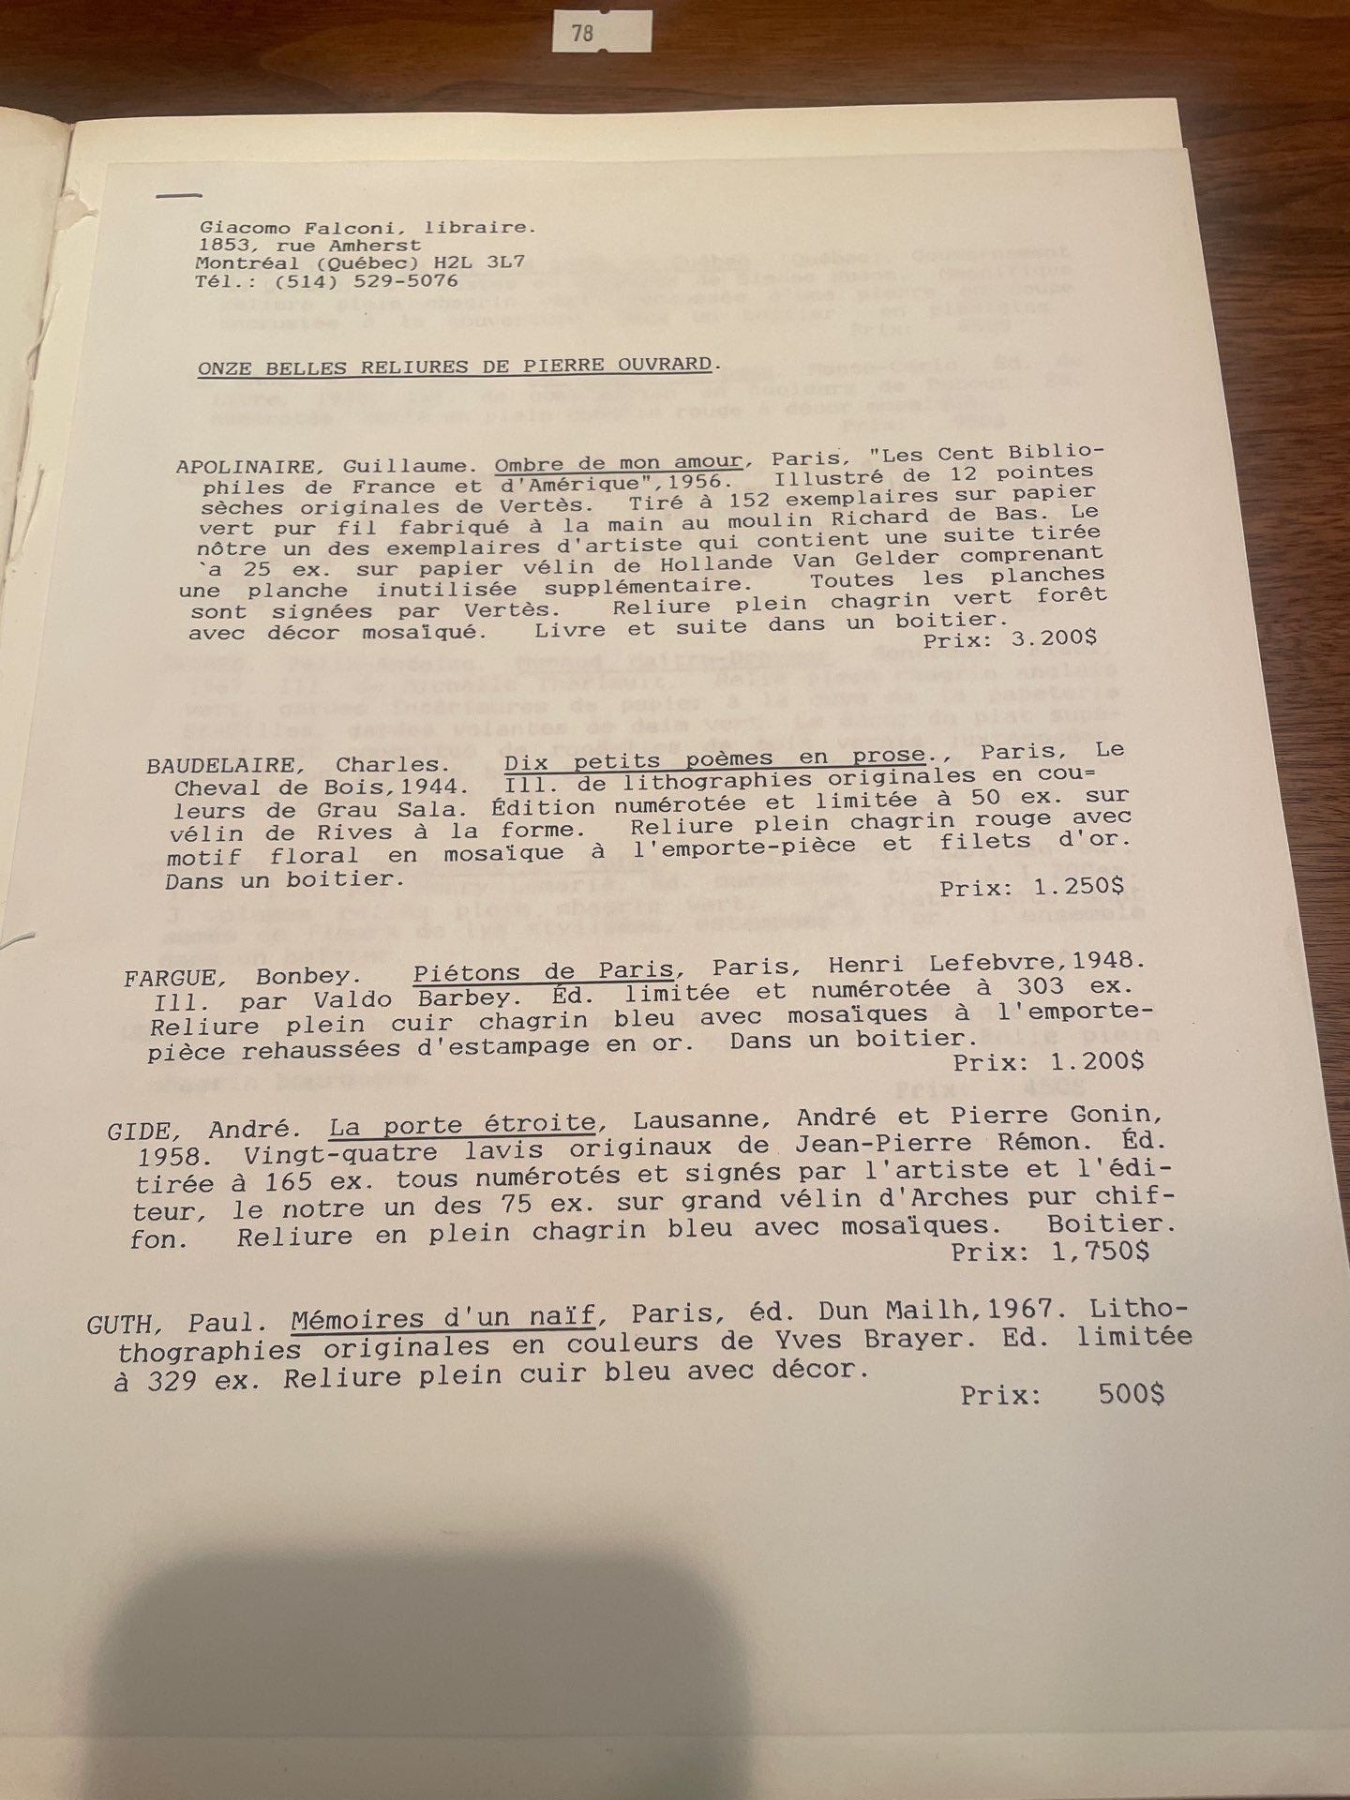 78
Giacomo Falconi, libraire.
1853, rue Amherst
Montréal (Québec) H2L 3L7
Tél.: (514) 529-5076
ONZE BELLES RELIURES DE PIERRE OUVRARD.
APOLINAIRE, Guillaume. Ombre de mon amour, Paris, "Les Cent Biblio-
philes de France et d'Amérique",1956. Illustré de 12 pointes
sèches originales de Vertès. Tiré à 152 exemplaires sur papier
vert pur fil fabriqué à la main au moulin Richard de Bas. Le
nôtre un des exemplaires d'artiste qui contient une suite tirée
`a 25 ex. sur papier vélin de Hollande Van Gelder comprenant
une planche inutilisée supplémentaire. Toutes les planches
sont signées par Vertès. Reliure plein chagrin vert forêt
avec décor mosaïqué. Livre et suite dans un boitier.
Prix: 3.200$
BAUDELAIRE, Charles. Dix petits poèmes en prose., Paris, Le
Cheval de Bois,1944. Ill. de lithographies originales en cou=
leurs de Grau Sala. Édition numérotée et limitée à 50 ex. sur
vélin de Rives à la forme. Reliure plein chagrin rouge avec
motif floral en mosaïque à l'emporte-pièce et filets d'or.
Dans un boitier.
Prix: 1.250$
FARGUE, Bonbey. Piétons de Paris, Paris, Henri Lefebvre,1948.
Ill. par Valdo Barbey. Éd. limitée et numérotée à 303 ex.
Reliure plein cuir chagrin bleu avec mosaïques à l'emporte-
pièce rehaussées d'estampage en or. Dans un boitier.
Prix: 1.200$
GIDE, André. La porte étroite, Lausanne, André et Pierre Gonin,
1958. Vingt-quatre lavis originaux de Jean-Pierre Rémon. Éd.
tirée à 165 ex. tous numérotés et signés par l'artiste et l'édi-
teur, le notre un des 75 ex. sur grand vélin d'Arches pur chif-
fon. Reliure en plein chagrin bleu avec mosaïques. Boitier.
Prix: 1,750$
GUTH, Paul. Mémoires d'un naïf, Paris, éd. Dun Mailh,1967. Litho-
thographies originales en couleurs de Yves Brayer. Ed. limitée
à 329 ex. Reliure plein cuir bleu avec décor.
Prix: 500$